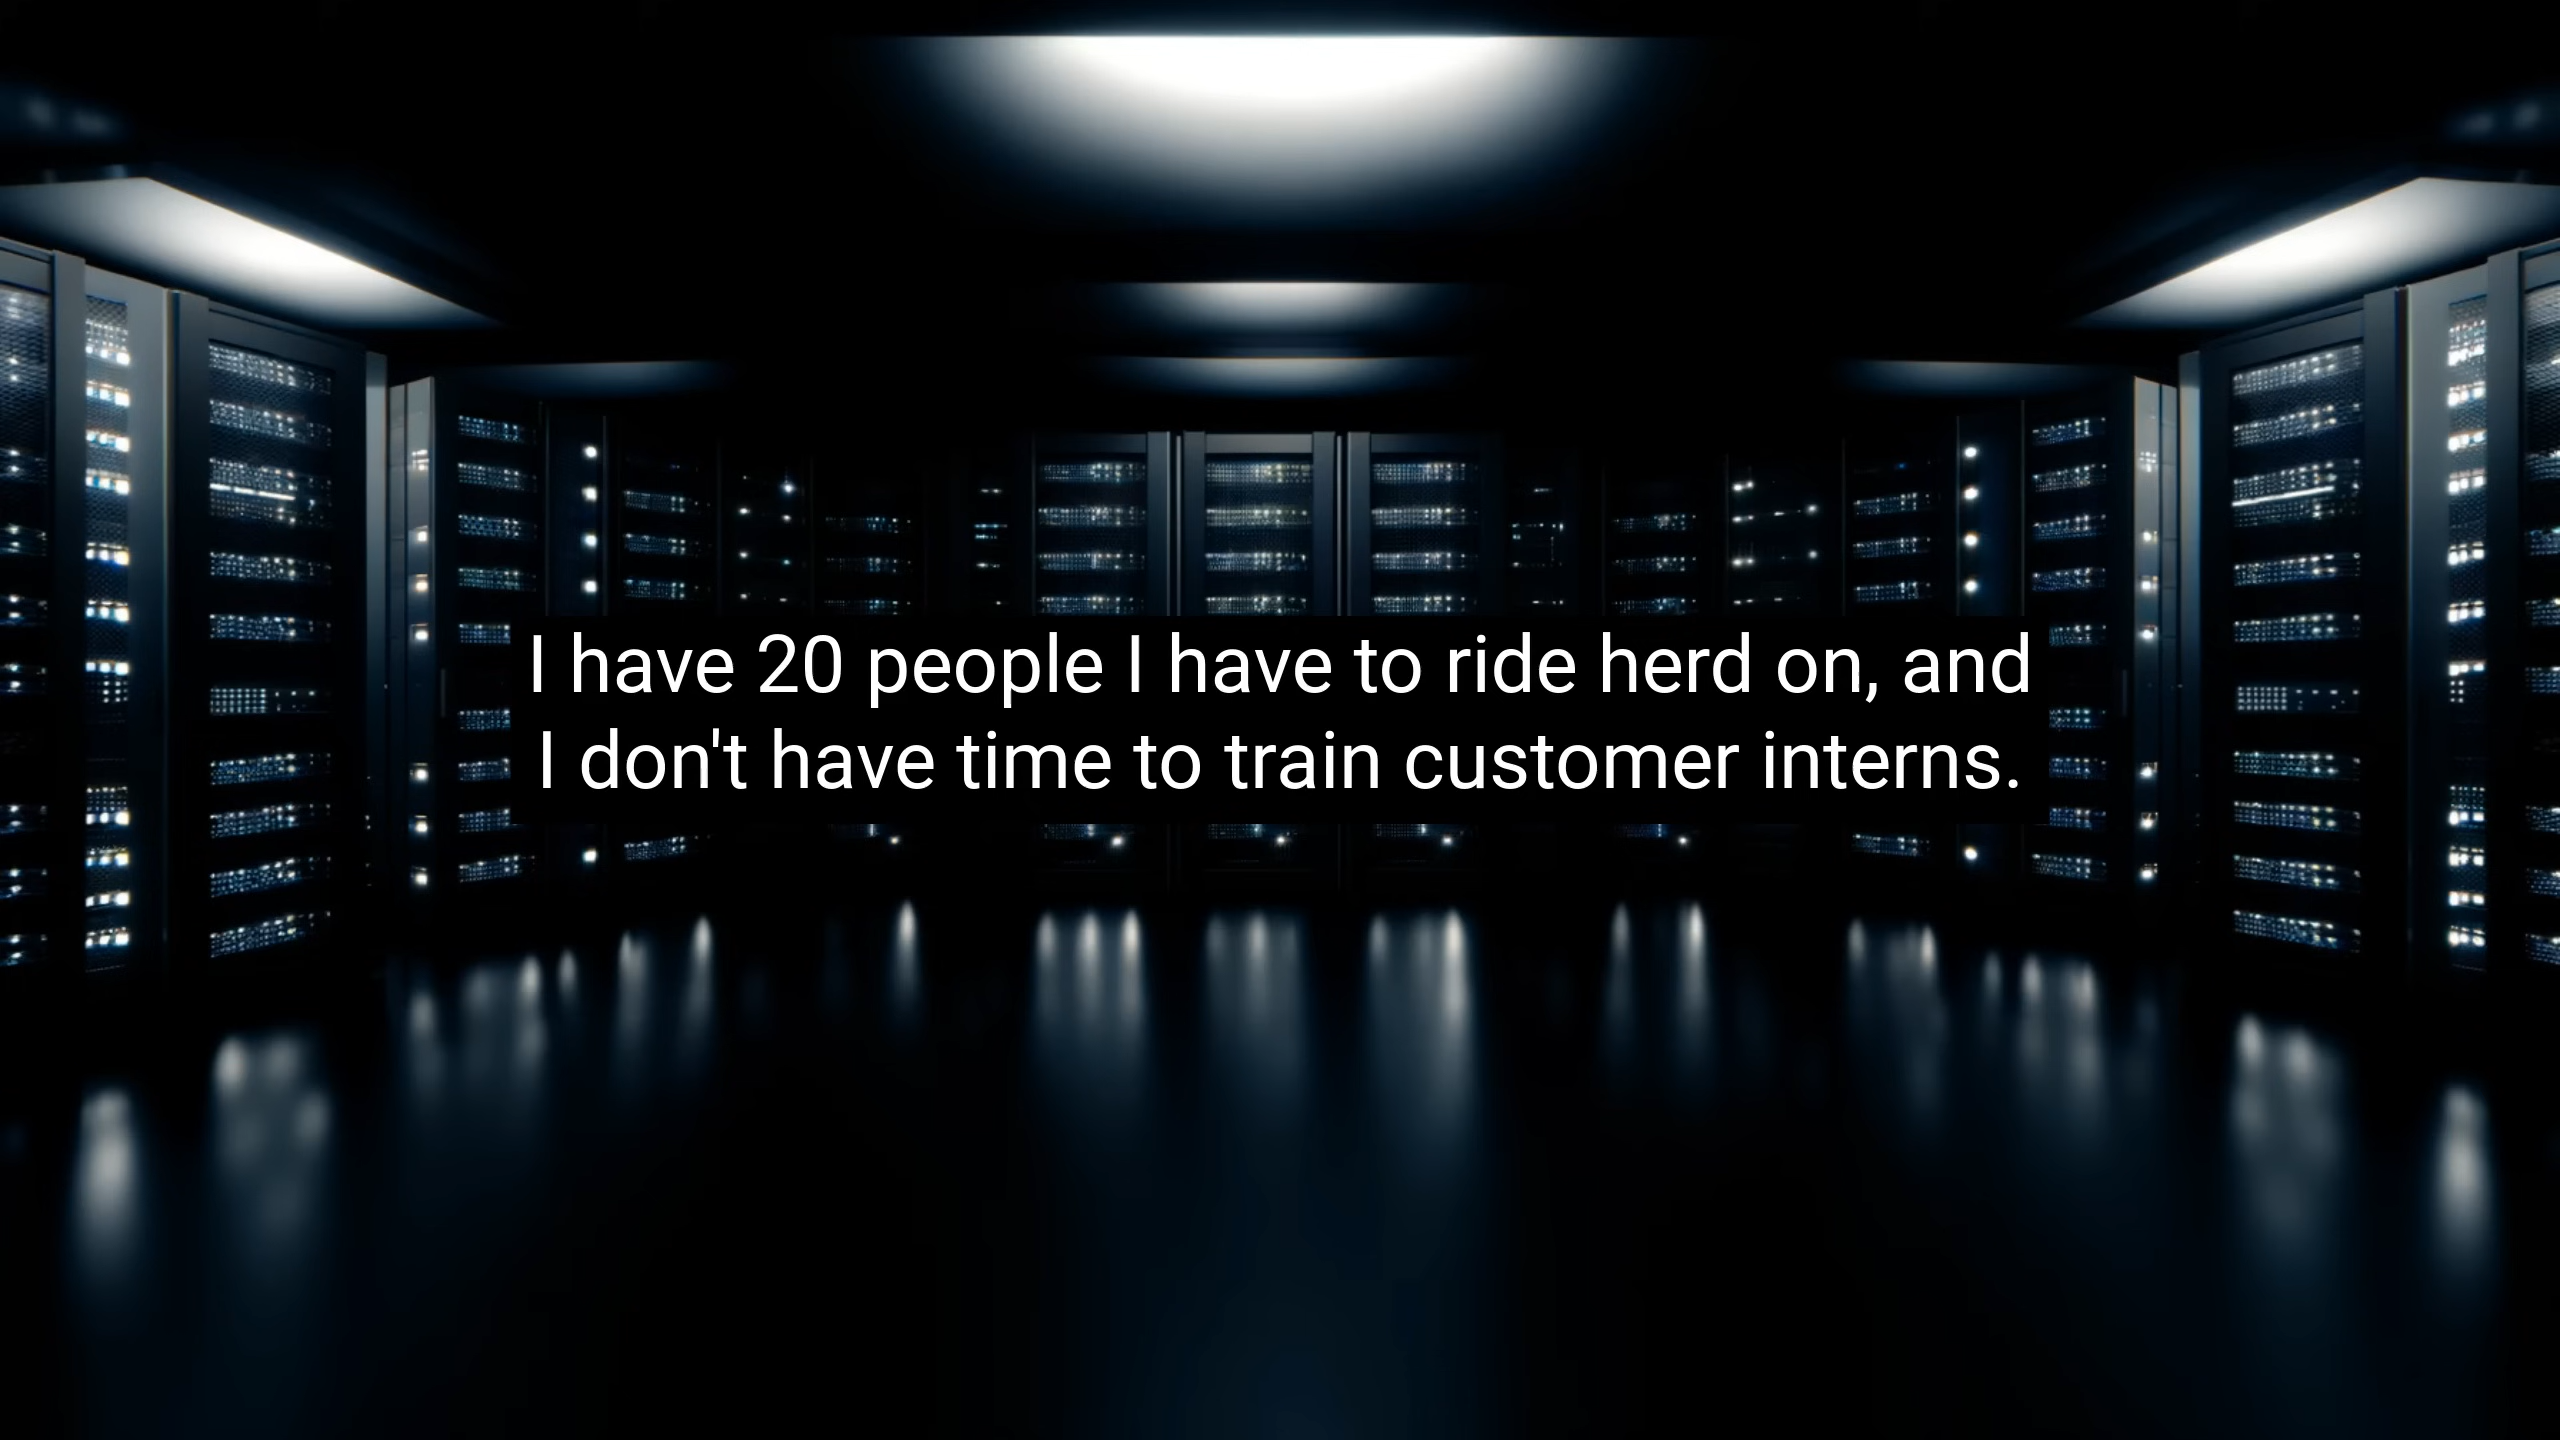 I have 20 people I have to ride herd on, and
I don't have time to train customer interns.